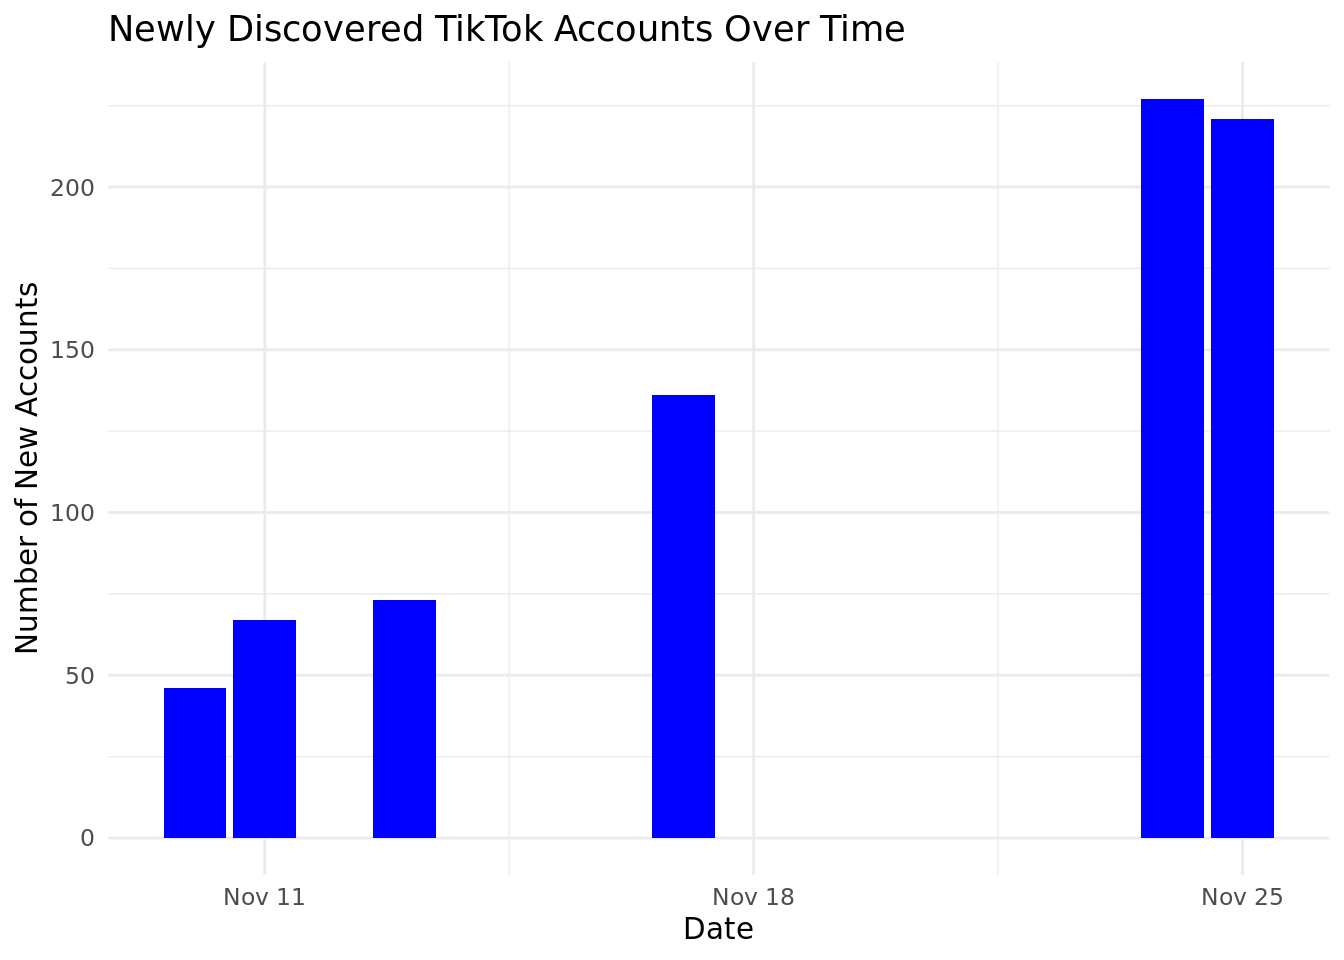 Newly Discovered TikTok Accounts Over Time
Number of New Accounts
200
150
100
50
0
Nov 11
Nov 18
Nov 25
Date